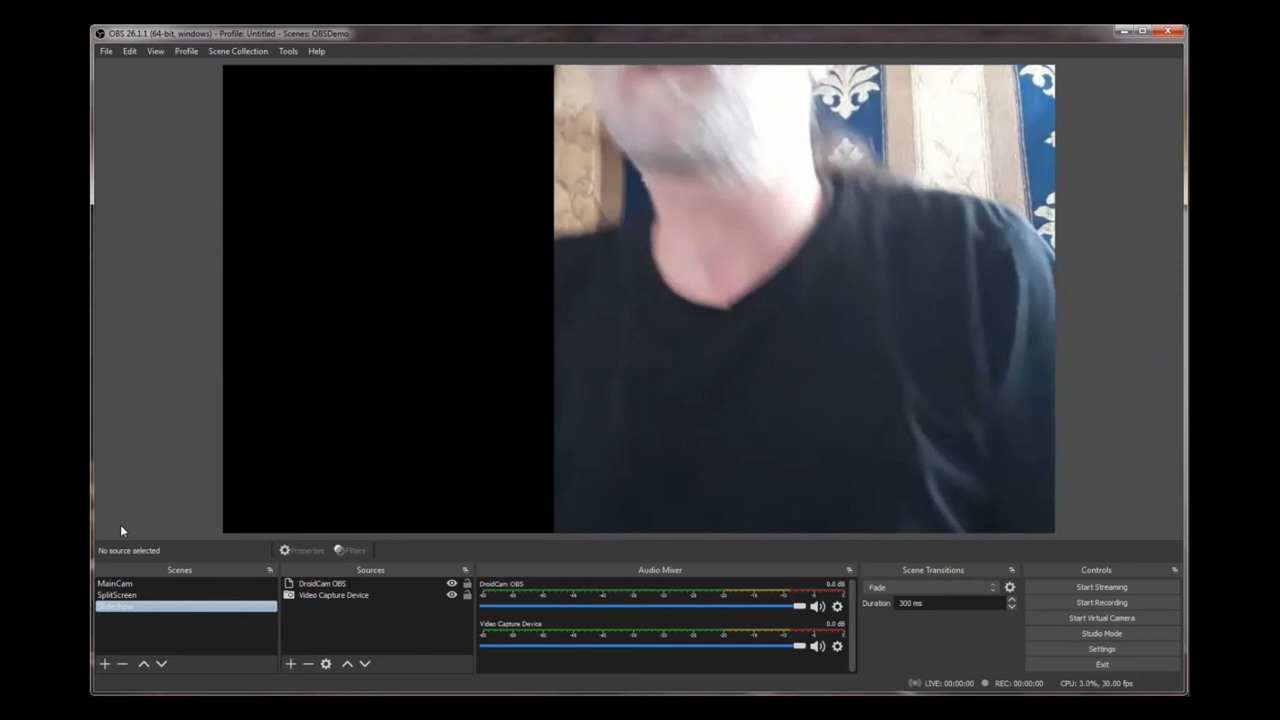 OBS 26.1.1 (64-bit, windows) - Profile: Untitled - Scenes: OBSDemo
File Edit View Profile Scene Collection Tools Help
No source selected Properties Filters
Scenes Sources Audio Mixer Scene Transitions Controls
MainCam
SplitScreen
Slideshow
DroidCam OBS
Video Capture Device
DroidCam OBS 0.0 dB
Video Capture Device 0.0 dB
Fade
Duration 300 ms
Start Streaming
Start Recording
Start Virtual Camera
Studio Mode
Settings
Exit
LIVE: 00:00:00 REC: 00:00:00 CPU: 3.0%, 30.00 fps